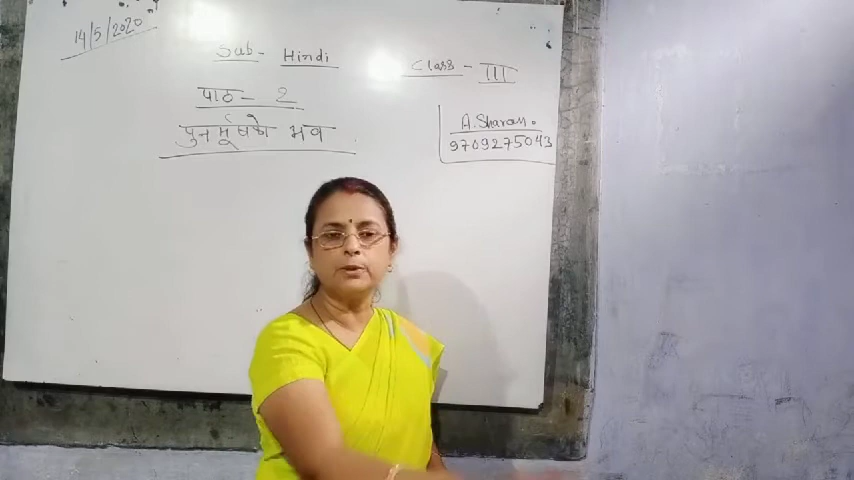 14/5/2020
Sub- Hindi
Class - III
पाठ- 2
पुनर्मूषको भव
A. Sharan.
9709275043